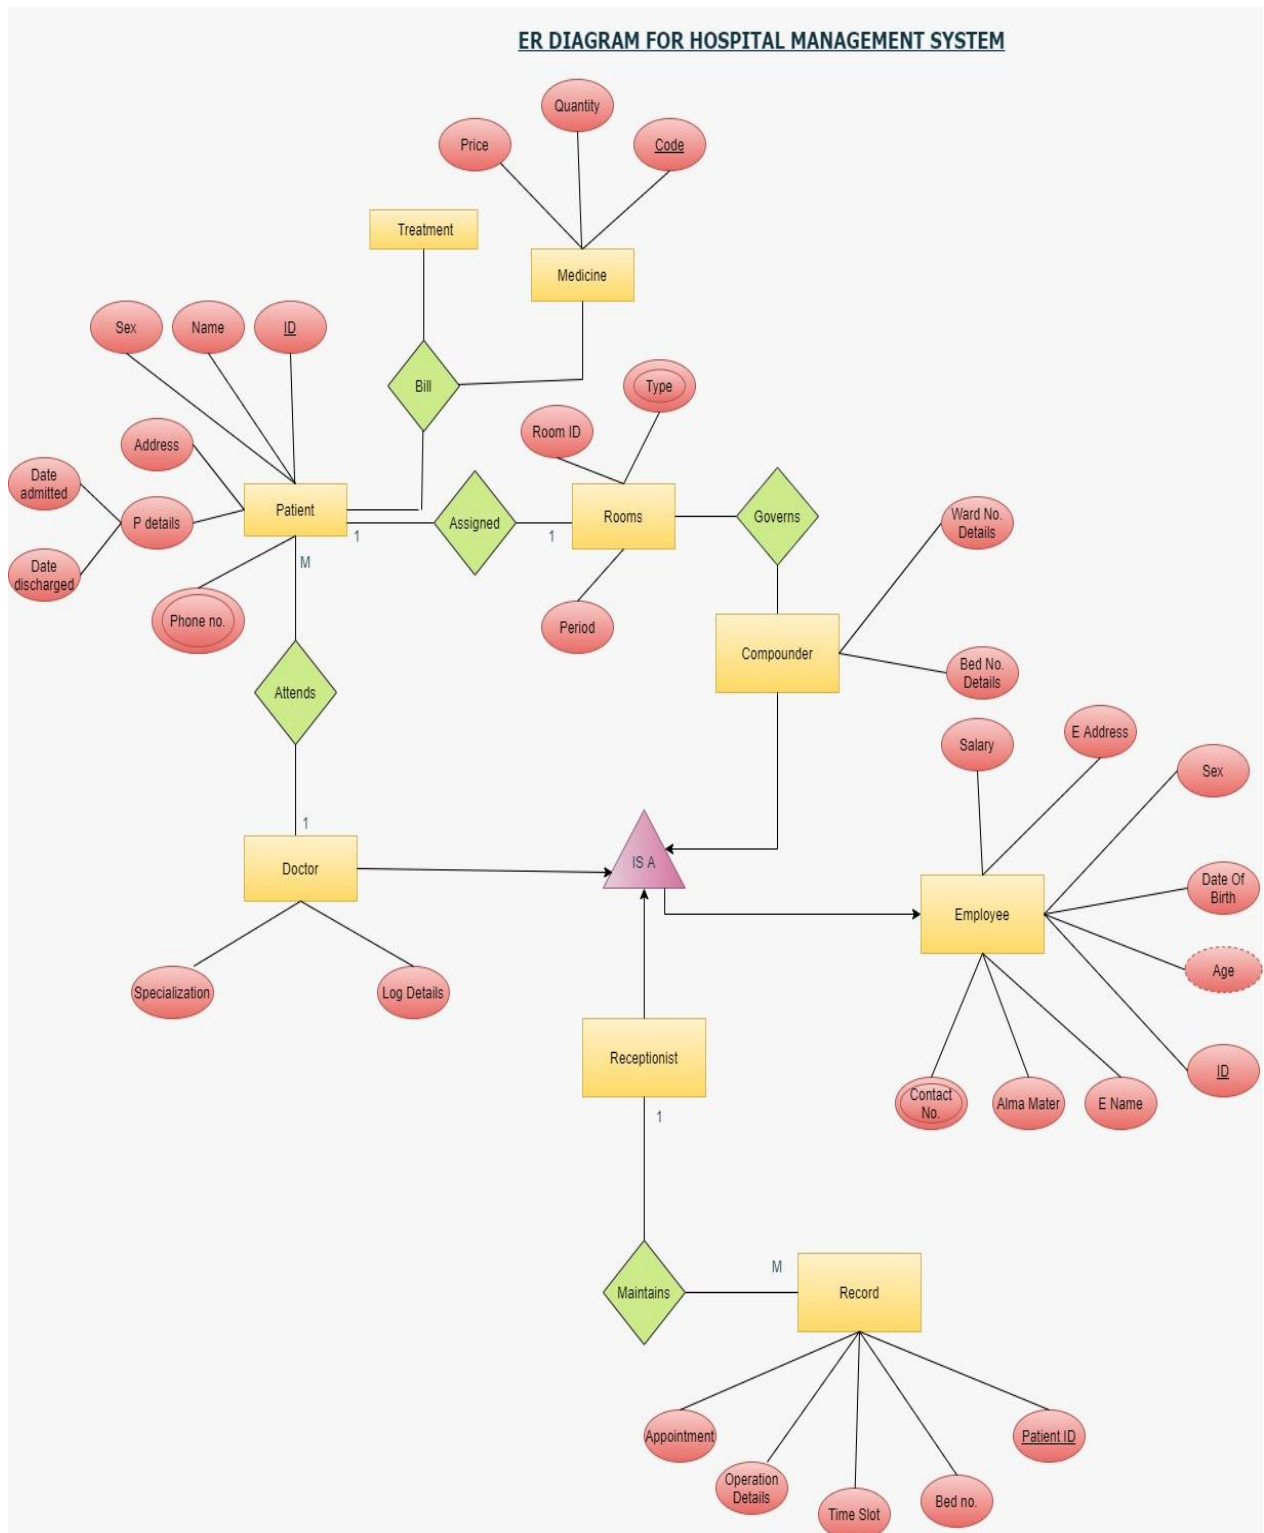 ER DIAGRAM FOR HOSPITAL MANAGEMENT SYSTEM
Quantity
Price
Code
Treatment
Medicine
Sex
Name
ID
Bill
Type
Room ID
Address
Date
admitted
P details
Patient
Assigned
Rooms
Governs
Ward No.
Details
1
1
M
Date
discharged
Phone no.
Period
Compounder
Bed No.
Details
Attends
Salary
E Address
Sex
1
IS A
Doctor
Date Of
Birth
Employee
Age
Specialization
Log Details
Receptionist
ID
Contact
No.
Alma Mater
E Name
1
M
Maintains
Record
Appointment
Patient ID
Operation
Details
Time Slot
Bed no.